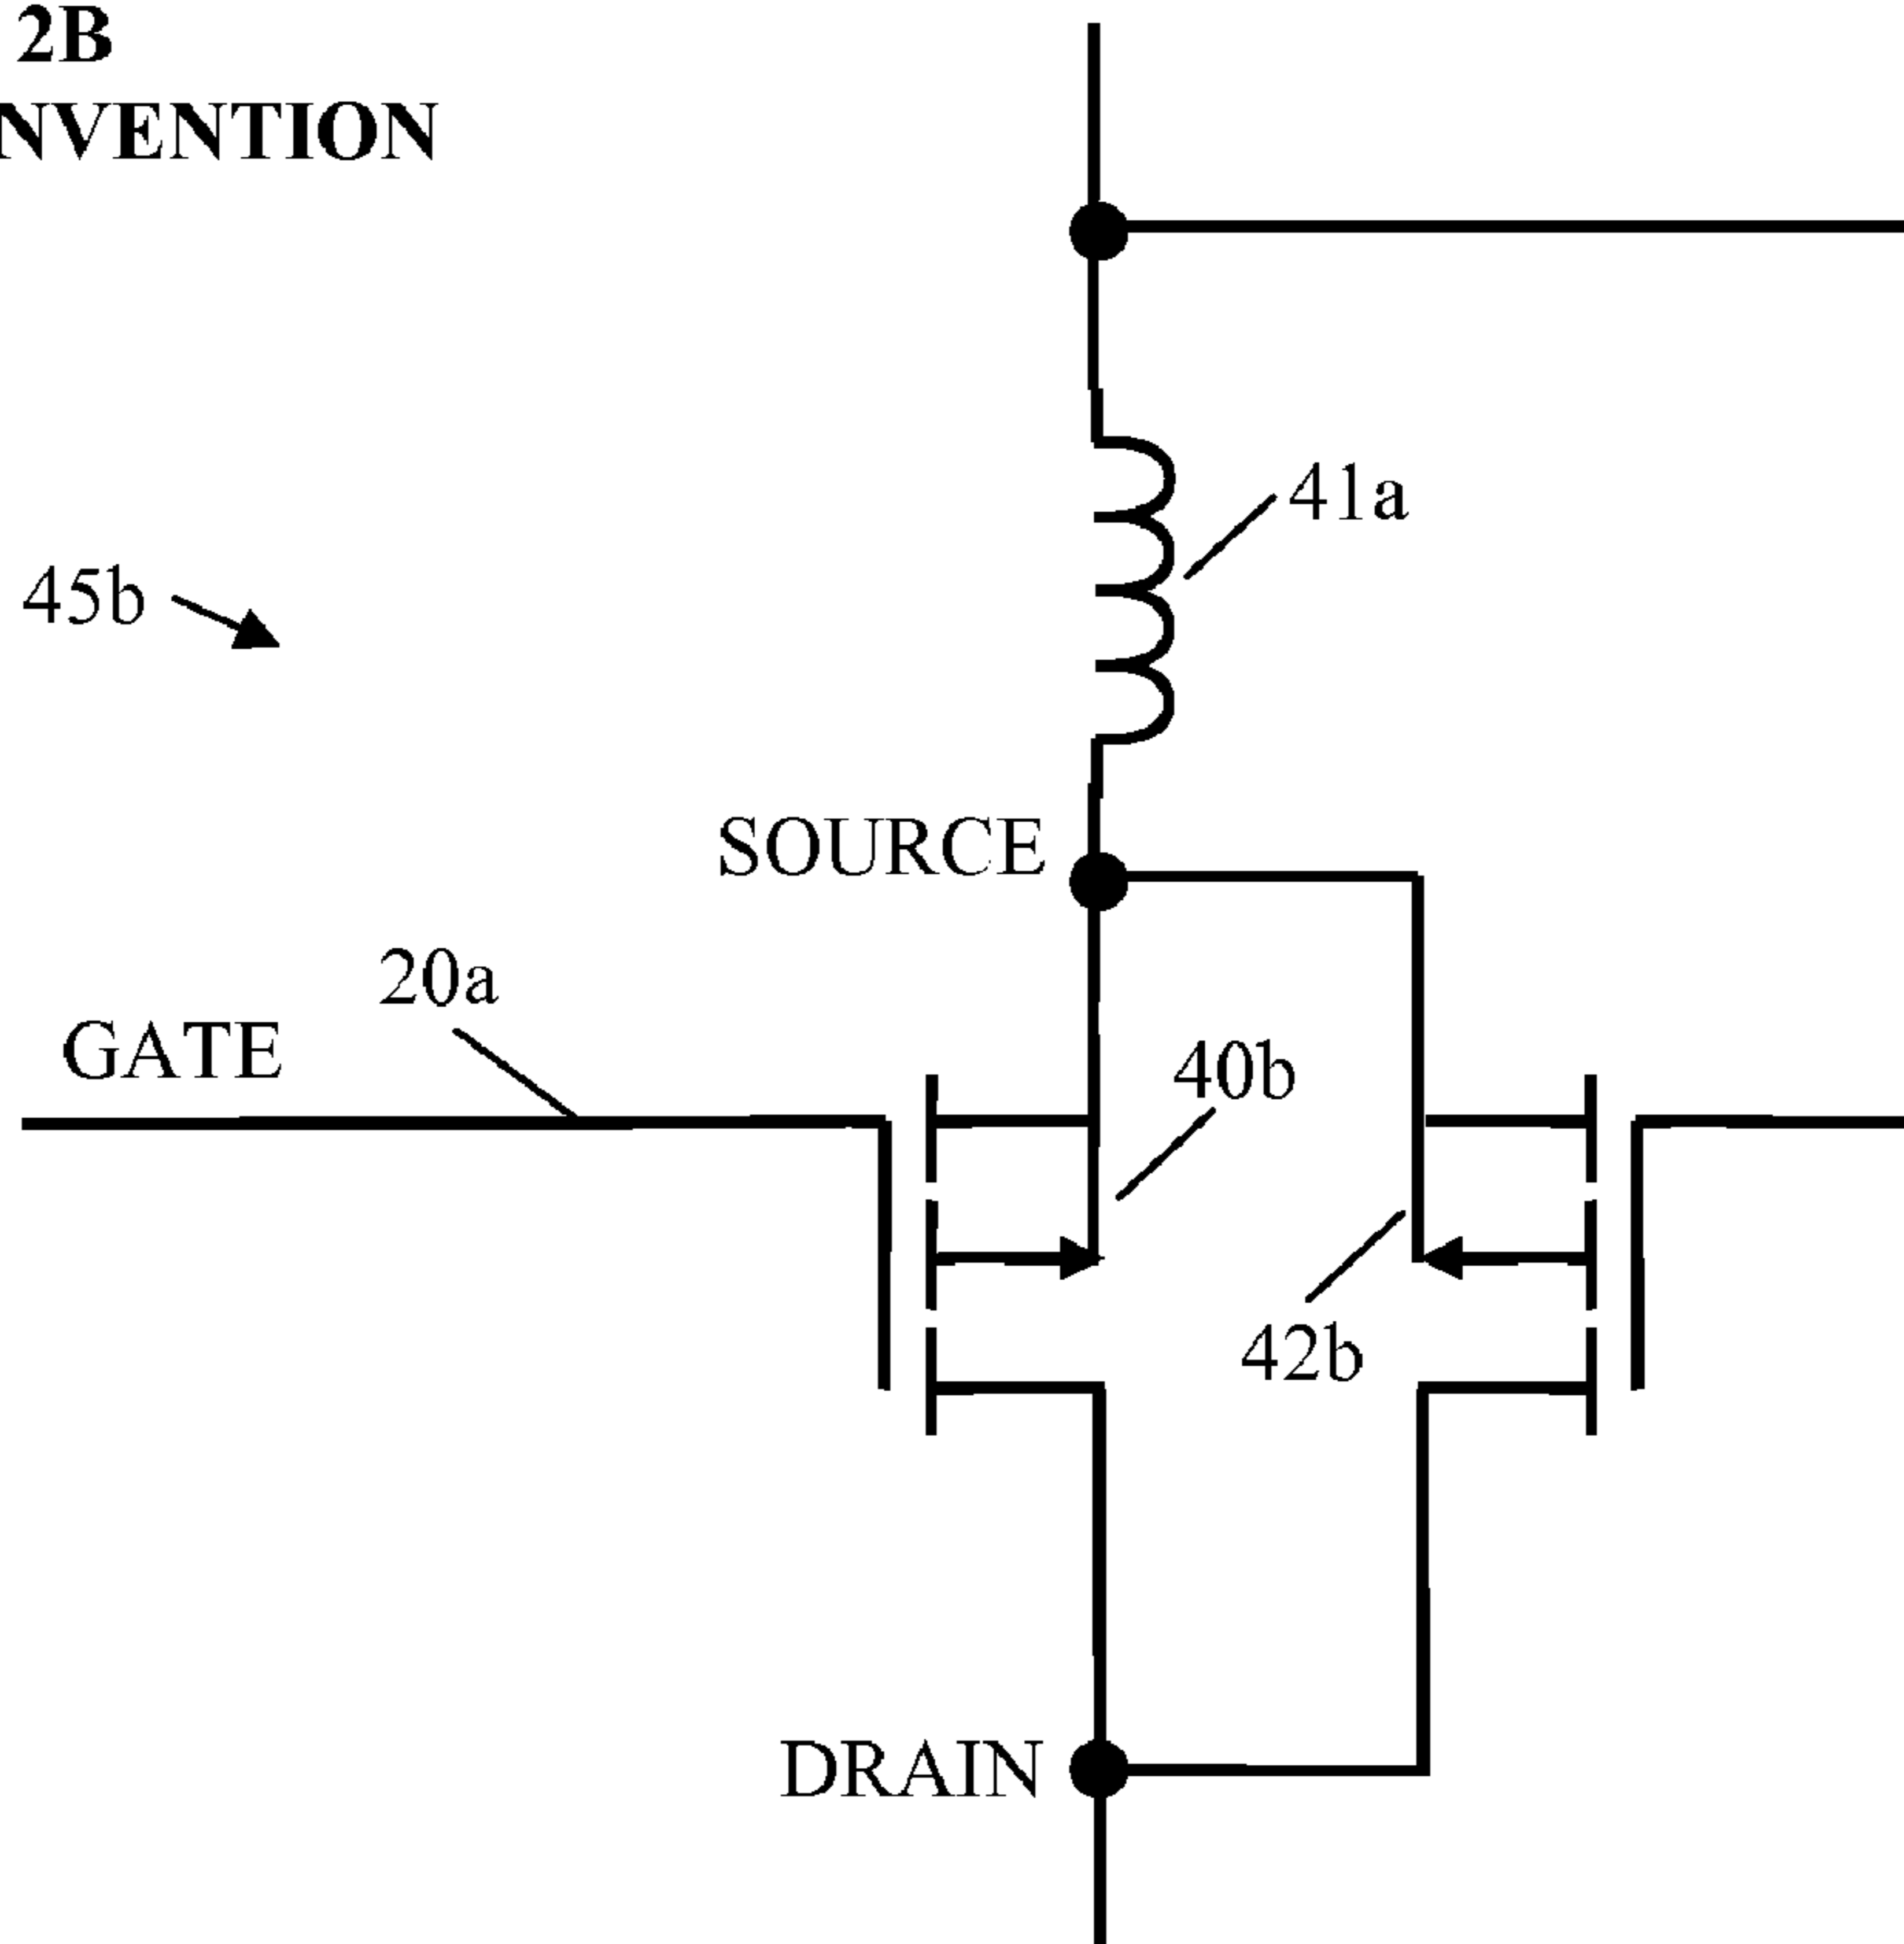 2B
NVENTION
41a
45b
SOURCE
20a
GATE
40b
42b
DRAIN